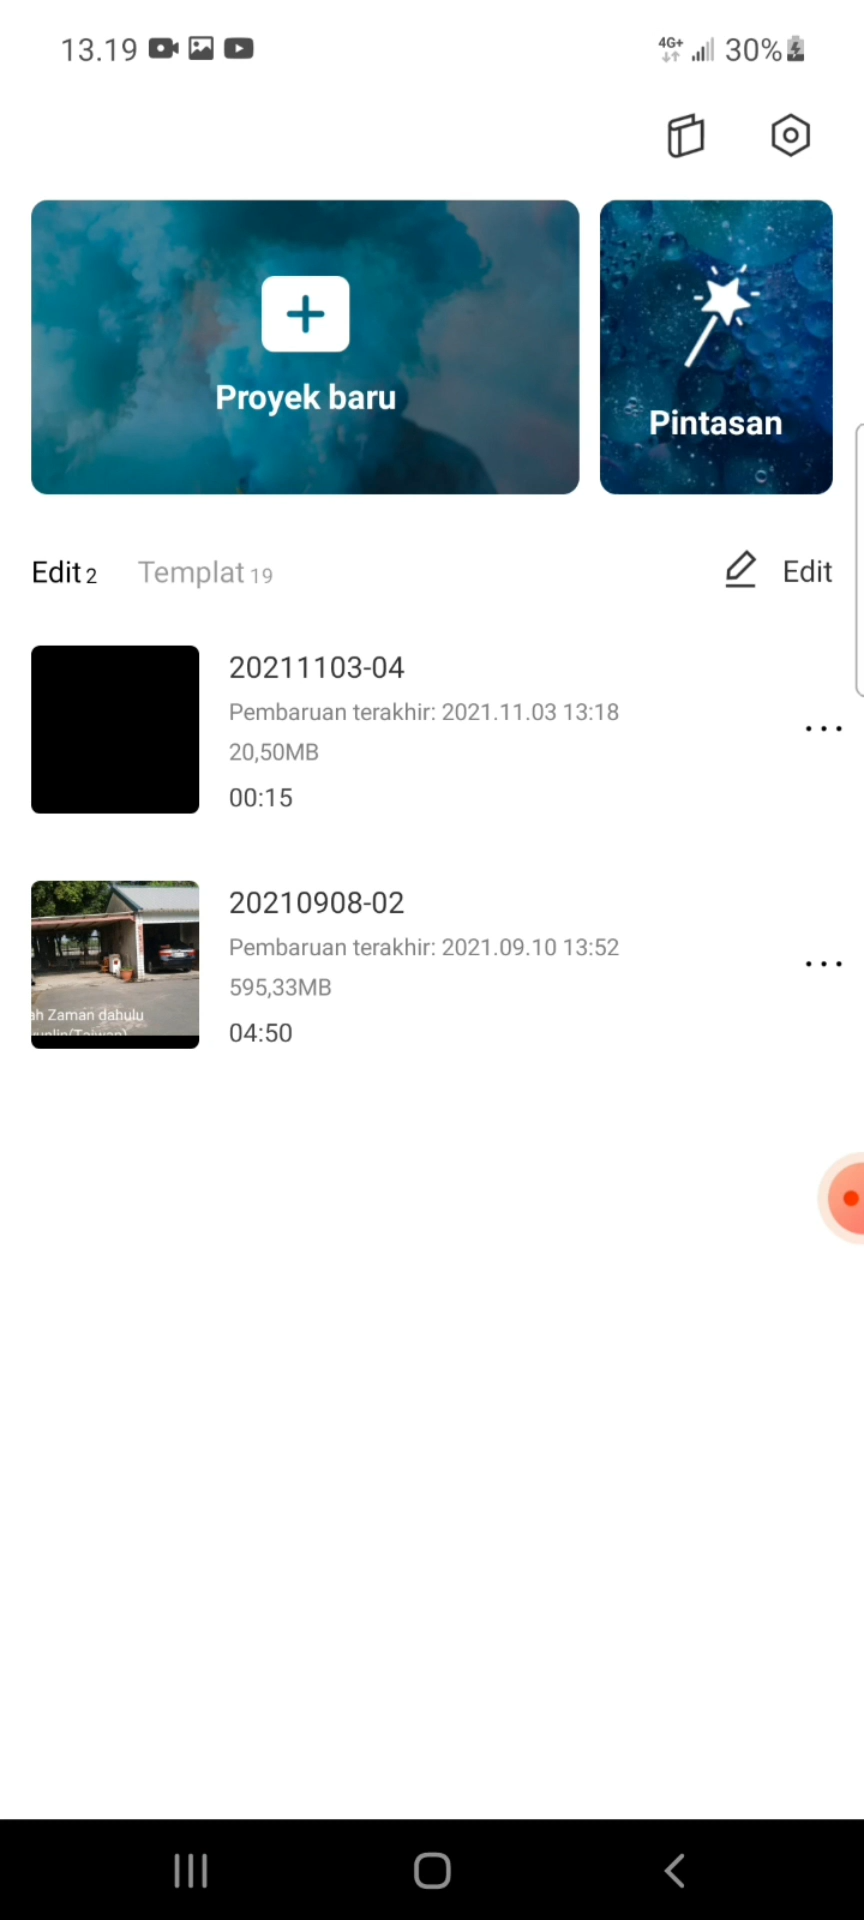 13.19
4G+ 30%
Proyek baru
Pintasan
Edit 2 Templat 19 Edit
20211103-04
Pembaruan terakhir: 2021.11.03 13:18
20,50MB
00:15
20210908-02
Pembaruan terakhir: 2021.09.10 13:52
595,33MB
04:50
ah Zaman dahulu
(Taiwan)